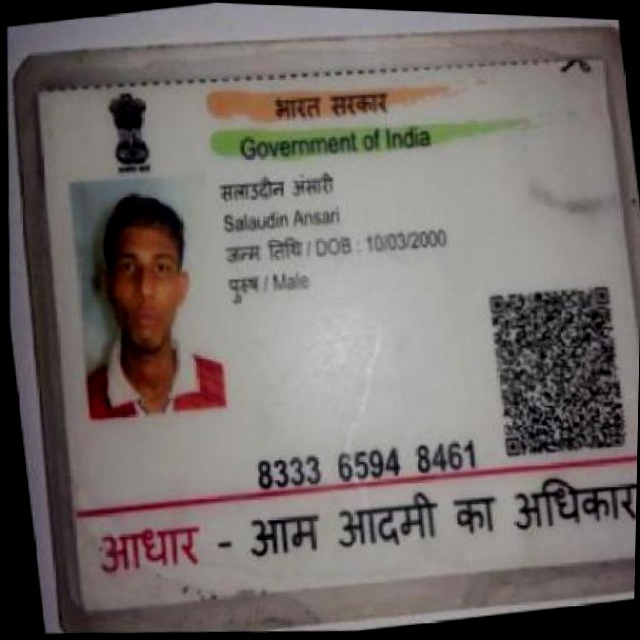 भारत सरकार
Government of India
सलाउदीन अंसारी
Salaudin Ansari
जन्म तिथि / DOB : 10/03/2000
पुरुष / Male
8333 6594 8461
आधार - आम आदमी का अधिकार